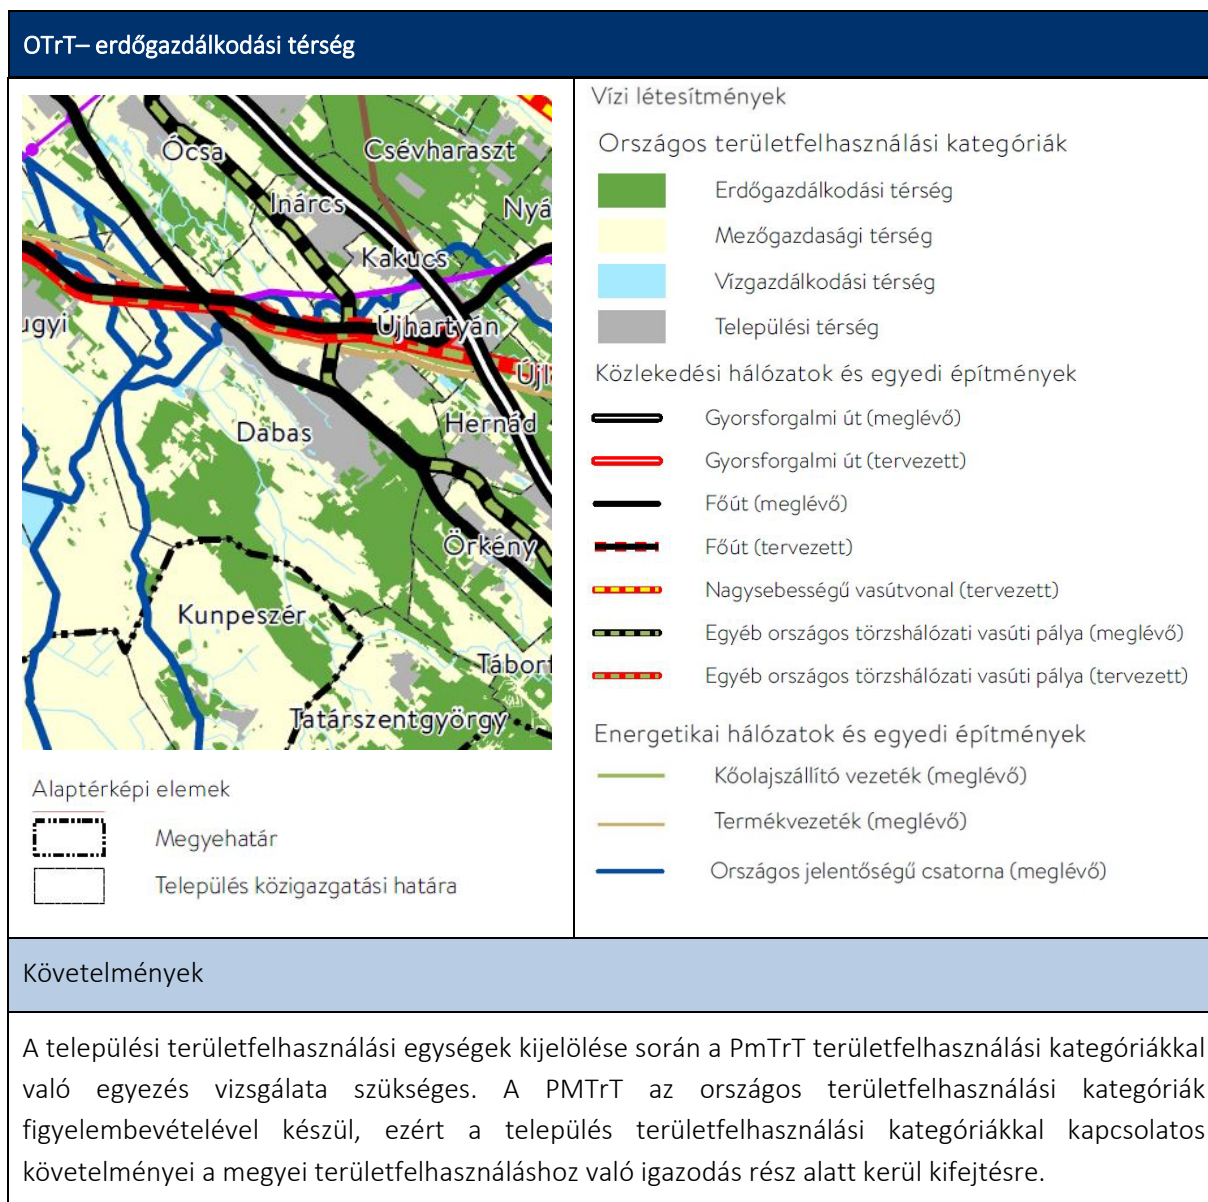 OTrT– erdőgazdálkodási térség
Ócsa
Csévharaszt
Inárcs
Nyá
Kakucs
ugyi
Újhartyán
Újl
Dabas
Hernád
Örkény
Kunpeszér
Tábort
Tatárszentgyörgy
Alaptérképi elemek
Megyehatár
Település közigazgatási határa
Vízi létesítmények
Országos területfelhasználási kategóriák
Erdőgazdálkodási térség
Mezőgazdasági térség
Vízgazdálkodási térség
Települési térség
Közlekedési hálózatok és egyedi építmények
Gyorsforgalmi út (meglévő)
Gyorsforgalmi út (tervezett)
Főút (meglévő)
Főút (tervezett)
Nagysebességű vasútvonal (tervezett)
Egyéb országos törzshálózati vasúti pálya (meglévő)
Egyéb országos törzshálózati vasúti pálya (tervezett)
Energetikai hálózatok és egyedi építmények
Kőolajszállító vezeték (meglévő)
Termékvezeték (meglévő)
Országos jelentőségű csatorna (meglévő)
Követelmények
A települési területfelhasználási egységek kijelölése során a PmTrT területfelhasználási kategóriákkal
való egyezés vizsgálata szükséges. A PMTrT az országos területfelhasználási kategóriák
figyelembevételével készül, ezért a település területfelhasználási kategóriákkal kapcsolatos
követelményei a megyei területfelhasználáshoz való igazodás rész alatt kerül kifejtésre.